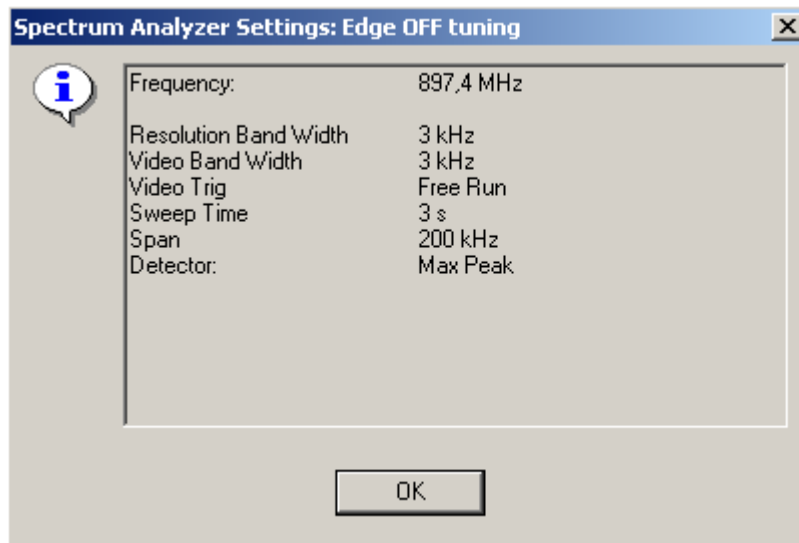 Spectrum Analyzer Settings: Edge OFF tuning
Frequency: 897,4 MHz
Resolution Band Width 3 kHz
Video Band Width 3 kHz
Video Trig Free Run
Sweep Time 3 s
Span 200 kHz
Detector: Max Peak
OK